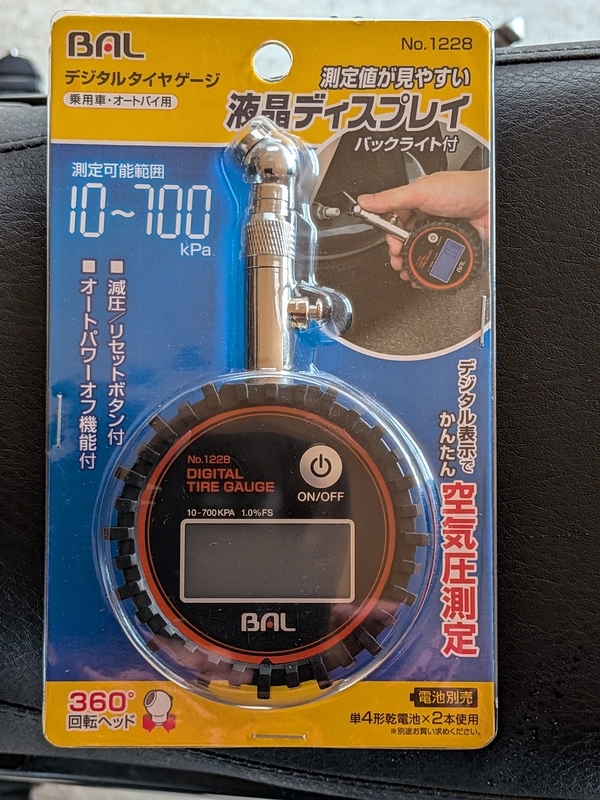 BAL
No.1228
デジタルタイヤゲージ
乗用車・オートバイ用
測定値が見やすい
液晶ディスプレイ
バックライト付
測定可能範囲
10~700
kPa
■減圧/リセットボタン付
■オートパワーオフ機能付
BAL
デジタル表示で
かんたん
空気圧測定
No.1228
DIGITAL
TIRE GAUGE
ON/OFF
10-700KPA 1.0%FS
BAL
360°
回転ヘッド
電池別売
単4形乾電池×2本使用
※別途お買い求めください。